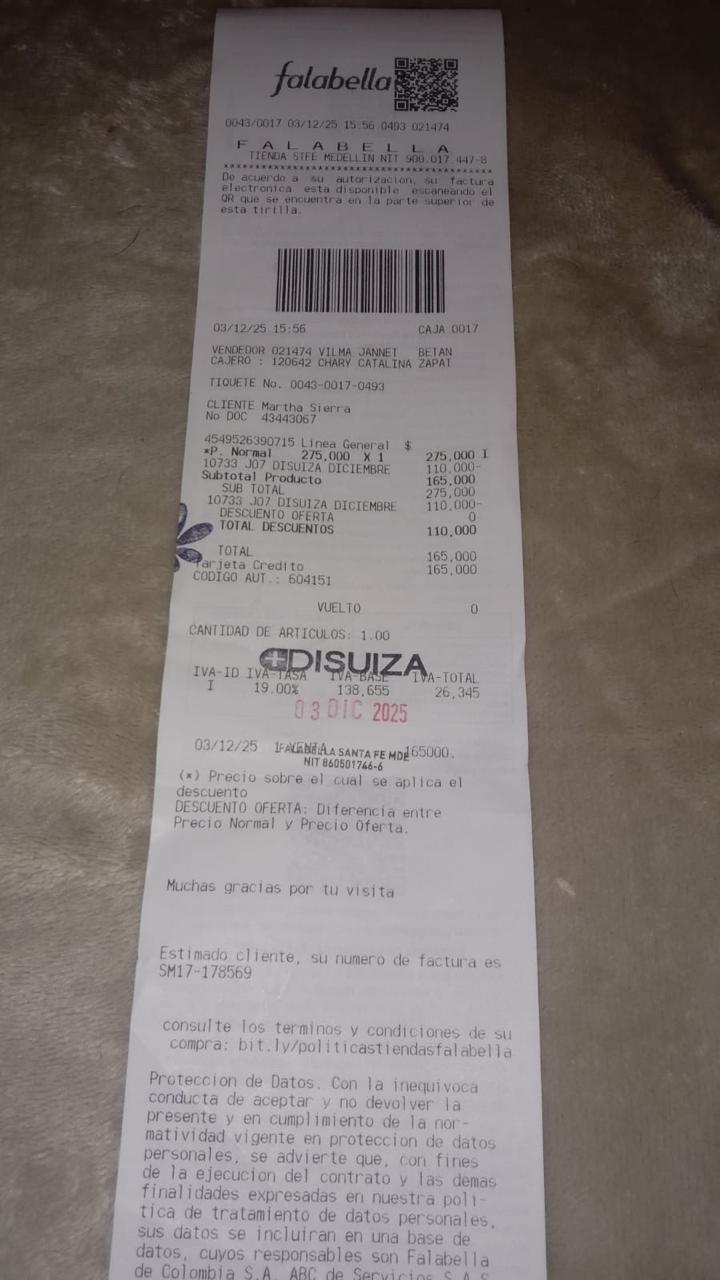 falabella
0043/0017 03/12/25 15:56 0493 021474
F A L A B E L L A
TIENDA STFE MEDELLIN NIT 900.017.447-8
De acuerdo a su autorizacion, su factura
electronica esta disponible escaneando el
QR que se encuentra en la parte superior de
esta tirilla.
03/12/25 15:56 CAJA 0017
VENDEDOR 021474 VILMA JANNET BETAN
CAJERO : 120642 CHARY CATALINA ZAPAT
TIQUETE No. 0043-0017-0493
CLIENTE Martha Sierra
No DOC 43443067
4549526390715 Linea General $
*P. Normal 275,000 X 1 275,000 I
10733 J07 DISUIZA DICIEMBRE 110,000-
Subtotal Producto 165,000
SUB TOTAL 275,000
10733 J07 DISUIZA DICIEMBRE 110,000-
DESCUENTO OFERTA 0
TOTAL DESCUENTOS 110,000
TOTAL 165,000
Tarjeta Credito 165,000
CODIGO AUT.: 604151
VUELTO 0
CANTIDAD DE ARTICULOS: 1.00
DISUIZA
IVA-ID IVA-TASA IVA-BASE IVA-TOTAL
I 19.00% 138,655 26,345
03 DIC 2025
03/12/25 1-VENTA 165000.
FALABELLA SANTA FE MDE
NIT 860501746-6
(*) Precio sobre el cual se aplica el
descuento
DESCUENTO OFERTA: Diferencia entre
Precio Normal y Precio Oferta.
Muchas gracias por tu visita
Estimado cliente, su numero de factura es
SM17-178569
consulte los terminos y condiciones de su
compra: bit.ly/politicastiendasfalabella
Proteccion de Datos. Con la inequivoca
conducta de aceptar y no devolver la
presente y en cumplimiento de la nor-
matividad vigente en proteccion de datos
personales, se advierte que, con fines
de la ejecucion del contrato y las demas
finalidades expresadas en nuestra poli-
tica de tratamiento de datos personales,
sus datos se incluiran en una base de
datos, cuyos responsables son Falabella
de Colombia S.A. ABC de Servicios S.A.S